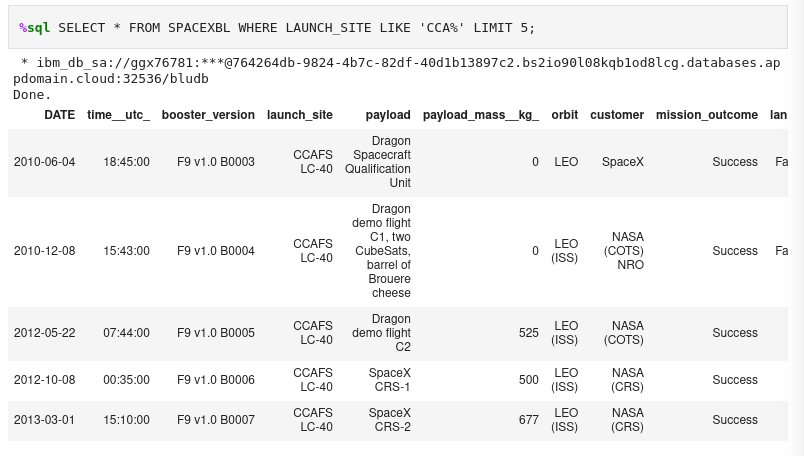 %sql SELECT * FROM SPACEXBL WHERE LAUNCH_SITE LIKE 'CCA%' LIMIT 5;
* ibm_db_sa://ggx76781:***@764264db-9824-4b7c-82df-40d1b13897c2.bs2io90l08kqb1od8lcg.databases.ap
pdomain.cloud:32536/bludb
Done.
DATE time__utc_ booster_version launch_site payload payload_mass__kg_ orbit customer mission_outcome lan
2010-06-04 18:45:00 F9 v1.0 B0003 CCAFS LC-40 Dragon Spacecraft Qualification Unit 0 LEO SpaceX Success Fa
2010-12-08 15:43:00 F9 v1.0 B0004 CCAFS LC-40 Dragon demo flight C1, two CubeSats, barrel of Brouere cheese 0 LEO (ISS) NASA (COTS) NRO Success Fa
2012-05-22 07:44:00 F9 v1.0 B0005 CCAFS LC-40 Dragon demo flight C2 525 LEO (ISS) NASA (COTS) Success
2012-10-08 00:35:00 F9 v1.0 B0006 CCAFS LC-40 SpaceX CRS-1 500 LEO (ISS) NASA (CRS) Success
2013-03-01 15:10:00 F9 v1.0 B0007 CCAFS LC-40 SpaceX CRS-2 677 LEO (ISS) NASA (CRS) Success